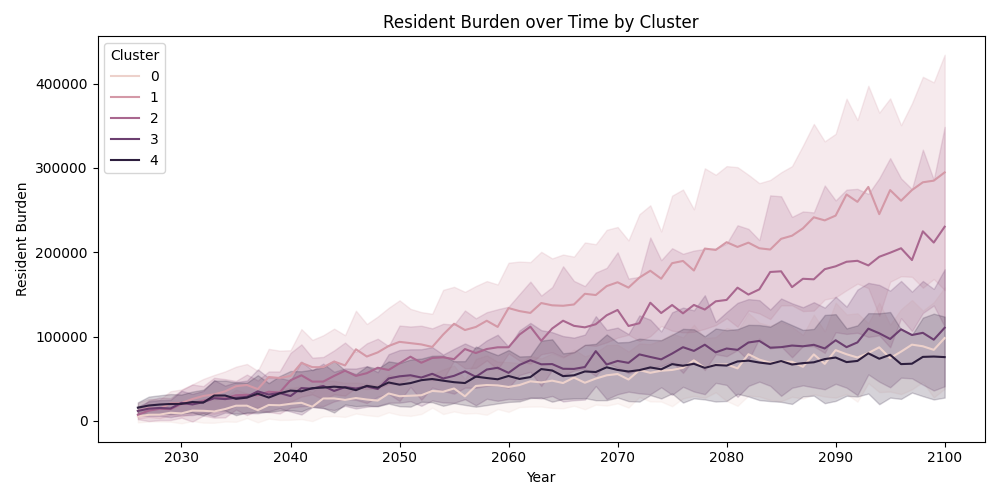 Resident Burden over Time by Cluster
Cluster
0
1
2
3
4
400000
300000
200000
100000
0
Resident Burden
2030 2040 2050 2060 2070 2080 2090 2100
Year